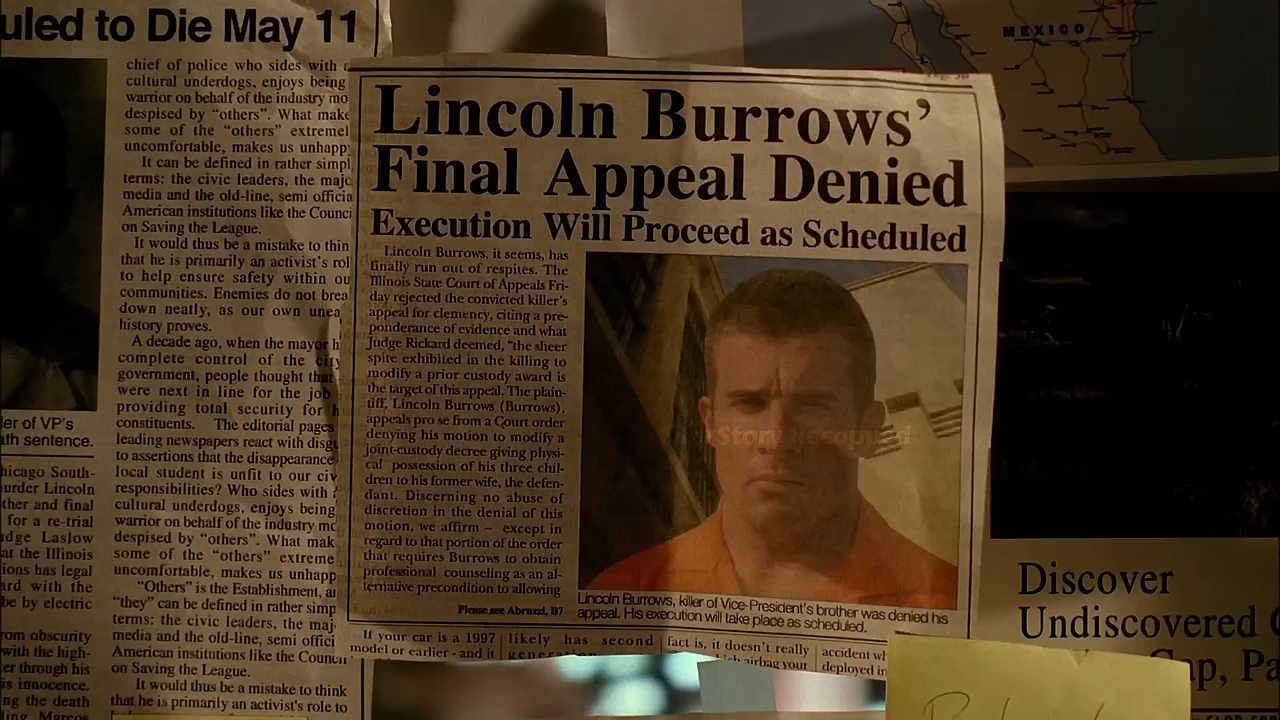 uled to Die May 11
chief of police who sides with
cultural underdogs, enjoys being
warrior on behalf of the industry mo
despised by “others”. What make
some of the “others” extremel
uncomfortable, makes us unhapp
It can be defined in rather simpl
terms: the civic leaders, the majo
media and the old-line, semi officia
American institutions like the Counci
on Saving the League.
It would thus be a mistake to thin
that he is primarily an activist's rol
to help ensure safety within ou
communities. Enemies do not brea
down neatly, as our own unea
history proves.
A decade ago, when the mayor h
complete control of the city
government, people thought that
were next in line for the job
providing total security for h
constituents. The editorial pages
leading newspapers react with disgu
to assertions that the disappearance
local student is unfit to our civ
responsibilities? Who sides with
cultural underdogs, enjoys being
warrior on behalf of the industry mo
despised by “others”. What mak
some of the “others” extreme
uncomfortable, makes us unhapp
“Others” is the Establishment, an
“they” can be defined in rather simp
terms: the civic leaders, the maj
media and the old-line, semi offici
American institutions like the Council
on Saving the League.
It would thus be a mistake to think
that he is primarily an activist's role to
ler of VP's
ath sentence.
hicago South-
urder Lincoln
ther and final
for a re-trial
dge Laslow
at the Illinois
ions has legal
ard with the
be by electric
rom obscurity
with the high-
er through his
is innocence.
ng the death
ling Marcos
Lincoln Burrows’
Final Appeal Denied
Execution Will Proceed as Scheduled
Lincoln Burrows, it seems, has
finally run out of respites. The
Illinois State Court of Appeals Fri-
day rejected the convicted killer's
appeal for clemency, citing a pre-
ponderance of evidence and what
Judge Rickard deemed, “the sheer
spite exhibited in the killing to
modify a prior custody award is
the target of this appeal. The plain-
tiff, Lincoln Burrows (Burrows),
appeals pro se from a Court order
denying his motion to modify a
joint-custody decree giving physi-
cal possession of his three chil-
dren to his former wife, the defen-
dant. Discerning no abuse of
discretion in the denial of this
motion, we affirm – except in
regard to that portion of the order
that requires Burrows to obtain
professional counseling as an al-
ternative precondition to allowing
Please see Abruzzi, B7
Lincoln Burrows, killer of Vice-President's brother was denied his
appeal. His execution will take place as scheduled.
If your car is a 1997
model or earlier - and it
likely has second
fact is, it doesn't really
airbag your
accident wh
deployed in
MEXICO
Discover
Undiscovered